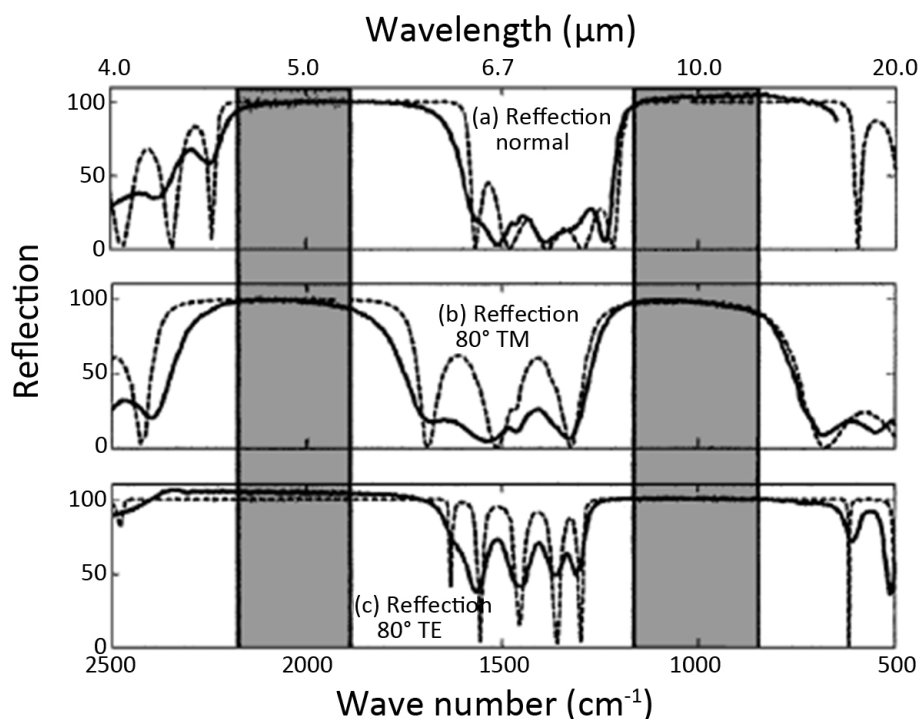 Wavelength (μm)
4.0 5.0 6.7 10.0 20.0
Reflection
100
50
0
(a) Reffection
normal
100
50
0
(b) Reffection
80° TM
100
50
0
(c) Reffection
80° TE
2500 2000 1500 1000 500
Wave number (cm⁻¹)